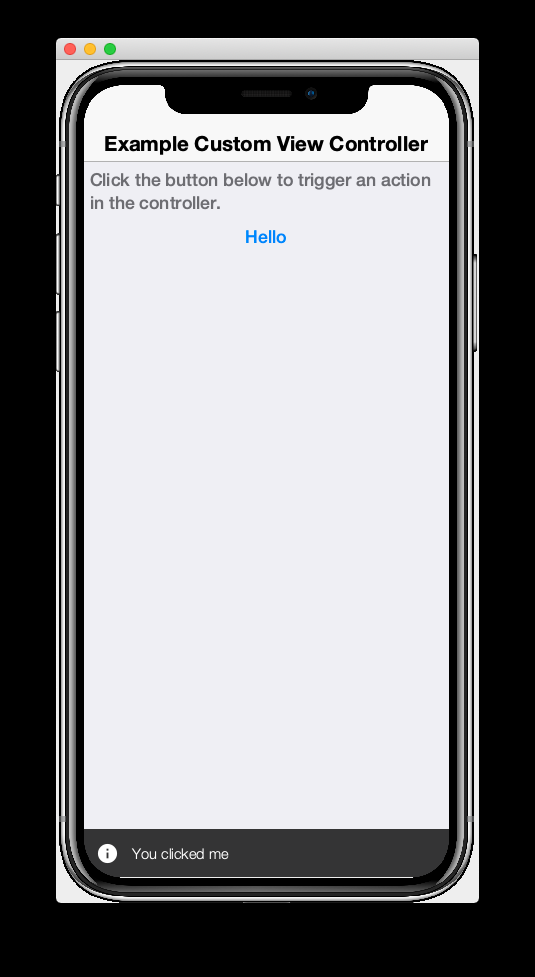 Example Custom View Controller
Click the button below to trigger an action
in the controller.
Hello
You clicked me